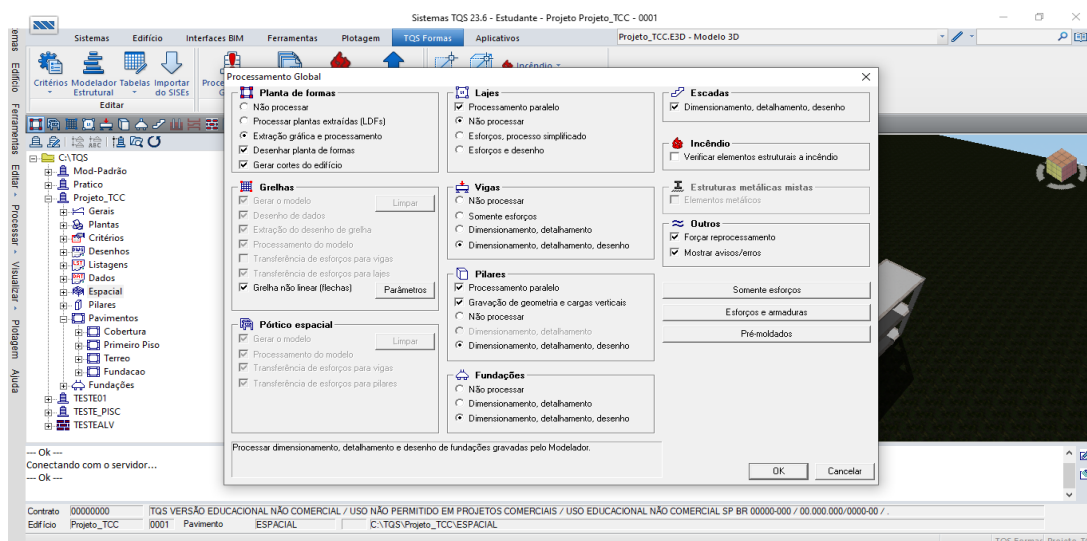 Sistemas TQS 23.6 - Estudante - Projeto Projeto_TCC - 0001
Sistemas Edifício Interfaces BIM Ferramentas Plotagem TQS Formas Aplicativos Projeto_TCC.E3D - Modelo 3D
Incêndio
Critérios Modelador Estrutural Tabelas Importar do SISEs
Editar
Edifício
Ferramentas
Editar
Processar
Visualizar
Plotagem
Ajuda
C:\TQS
Mod-Padrão
Pratico
Projeto_TCC
Gerais
Plantas
Critérios
Desenhos
Listagens
Dados
Espacial
Pilares
Pavimentos
Cobertura
Primeiro Piso
Terreo
Fundacao
Fundações
TESTE01
TESTE_PISC
TESTEALV
Processamento Global
Planta de formas
Não processar
Processar plantas extraídas (LDFs)
Extração gráfica e processamento
Desenhar planta de formas
Gerar cortes do edifício
Grelhas
Gerar o modelo
Limpar
Desenho de dados
Extração do desenho de grelha
Processamento do modelo
Transferência de esforços para vigas
Transferência de esforços para lajes
Grelha não linear (flechas)
Parâmetros
Pórtico espacial
Gerar o modelo
Limpar
Processamento do modelo
Transferência de esforços para vigas
Transferência de esforços para pilares
Lajes
Processamento paralelo
Não processar
Esforços, processo simplificado
Esforços e desenho
Vigas
Não processar
Somente esforços
Dimensionamento, detalhamento
Dimensionamento, detalhamento, desenho
Pilares
Processamento paralelo
Gravação de geometria e cargas verticais
Não processar
Dimensionamento, detalhamento
Dimensionamento, detalhamento, desenho
Fundações
Não processar
Dimensionamento, detalhamento
Dimensionamento, detalhamento, desenho
Escadas
Dimensionamento, detalhamento, desenho
Incêndio
Verificar elementos estruturais a incêndio
Estruturas metálicas mistas
Elementos metálicos
Outros
Forçar reprocessamento
Mostrar avisos/erros
Somente esforços
Esforços e armaduras
Pré-moldados
Processar dimensionamento, detalhamento e desenho de fundações gravadas pelo Modelador.
OK Cancelar
--- Ok ---
Conectando com o servidor...
--- Ok ---
Contrato 00000000 TQS VERSÃO EDUCACIONAL NÃO COMERCIAL / USO NÃO PERMITIDO EM PROJETOS COMERCIAIS / USO EDUCACIONAL NÃO COMERCIAL SP BR 00000-000 / 00.000.000/0000-00 / .
Edifício Projeto_TCC 0001 Pavimento ESPACIAL C:\TQS\Projeto_TCC\ESPACIAL